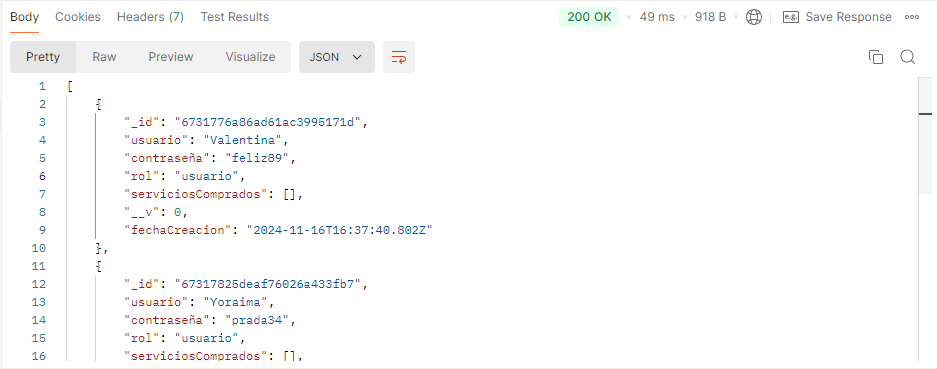 Body Cookies Headers (7) Test Results 200 OK • 49 ms • 918 B • e.g. Save Response
Pretty Raw Preview Visualize JSON
1 [
2 {
3 "_id": "6731776a86ad61ac3995171d",
4 "usuario": "Valentina",
5 "contraseña": "feliz89",
6 "rol": "usuario",
7 "serviciosComprados": [],
8 "__v": 0,
9 "fechaCreacion": "2024-11-16T16:37:40.802Z"
10 },
11 {
12 "_id": "67317825deaf76026a433fb7",
13 "usuario": "Yoraima",
14 "contraseña": "prada34",
15 "rol": "usuario",
16 "serviciosComprados": [],